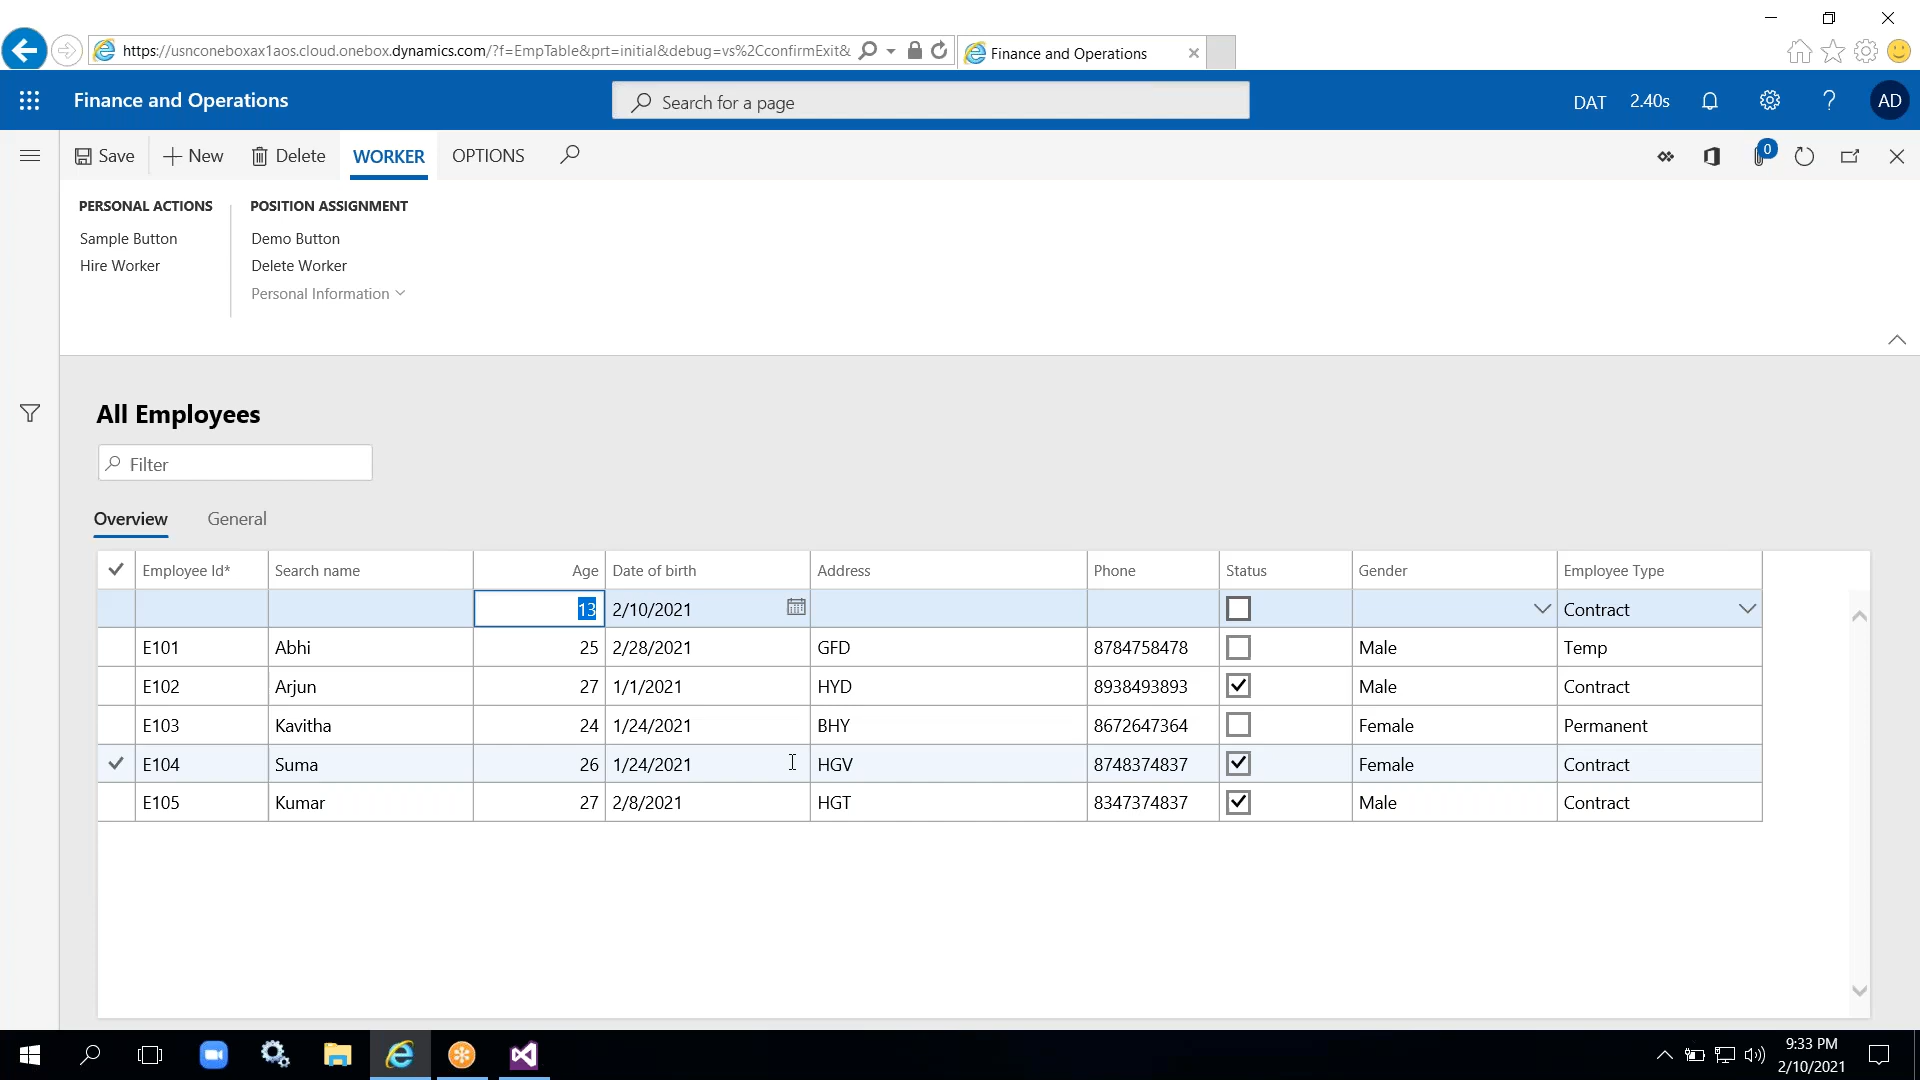 https://usnconeboxax1aos.cloud.onebox.dynamics.com/?f=EmpTable&prt=initial&debug=vs%2CconfirmExit&
Finance and Operations
Finance and Operations
Search for a page
DAT
2.40s
AD
Save
New
Delete
WORKER
OPTIONS
0
PERSONAL ACTIONS
POSITION ASSIGNMENT
Sample Button
Demo Button
Hire Worker
Delete Worker
Personal Information
All Employees
Filter
Overview
General
Employee Id* Search name Age Date of birth Address Phone Status Gender Employee Type
13 2/10/2021 Contract
E101 Abhi 25 2/28/2021 GFD 8784758478 Male Temp
E102 Arjun 27 1/1/2021 HYD 8938493893 Male Contract
E103 Kavitha 24 1/24/2021 BHY 8672647364 Female Permanent
E104 Suma 26 1/24/2021 HGV 8748374837 Female Contract
E105 Kumar 27 2/8/2021 HGT 8347374837 Male Contract
9:33 PM
2/10/2021